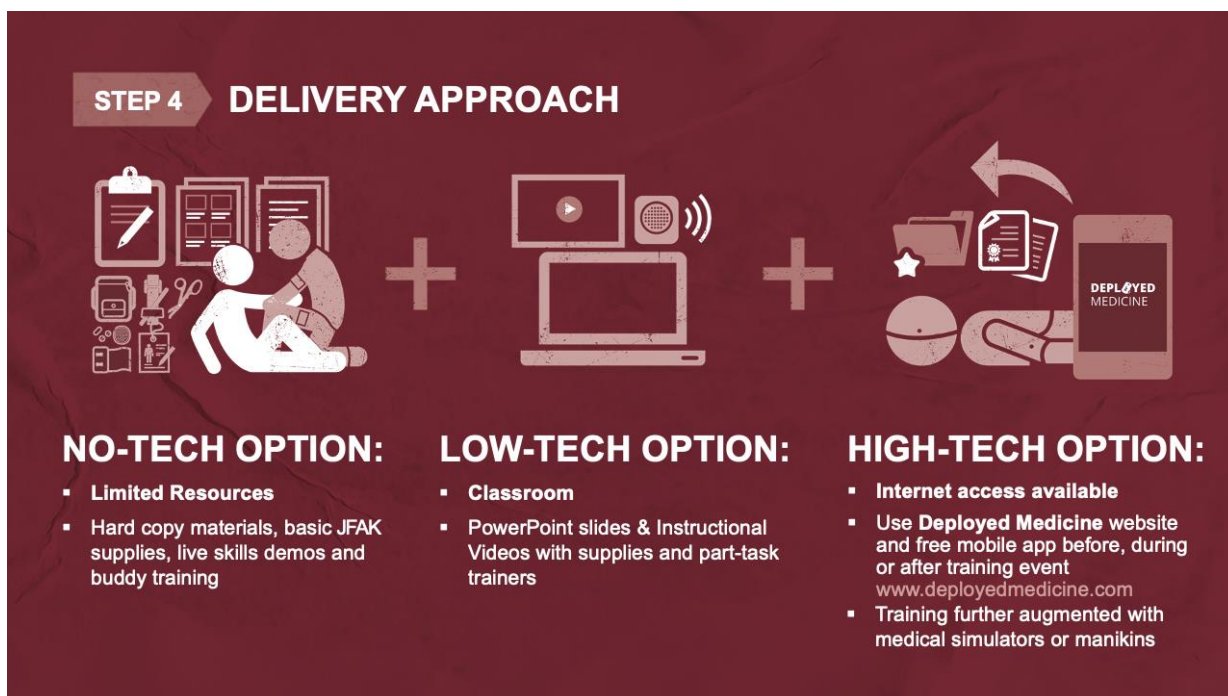 STEP 4
DELIVERY APPROACH
DEPLOYED
MEDICINE
NO-TECH OPTION:
▪ Limited Resources
▪ Hard copy materials, basic JFAK
supplies, live skills demos and
buddy training
LOW-TECH OPTION:
▪ Classroom
▪ PowerPoint slides & Instructional
Videos with supplies and part-task
trainers
HIGH-TECH OPTION:
▪ Internet access available
▪ Use Deployed Medicine website
and free mobile app before, during
or after training event
www.deployedmedicine.com
▪ Training further augmented with
medical simulators or manikins